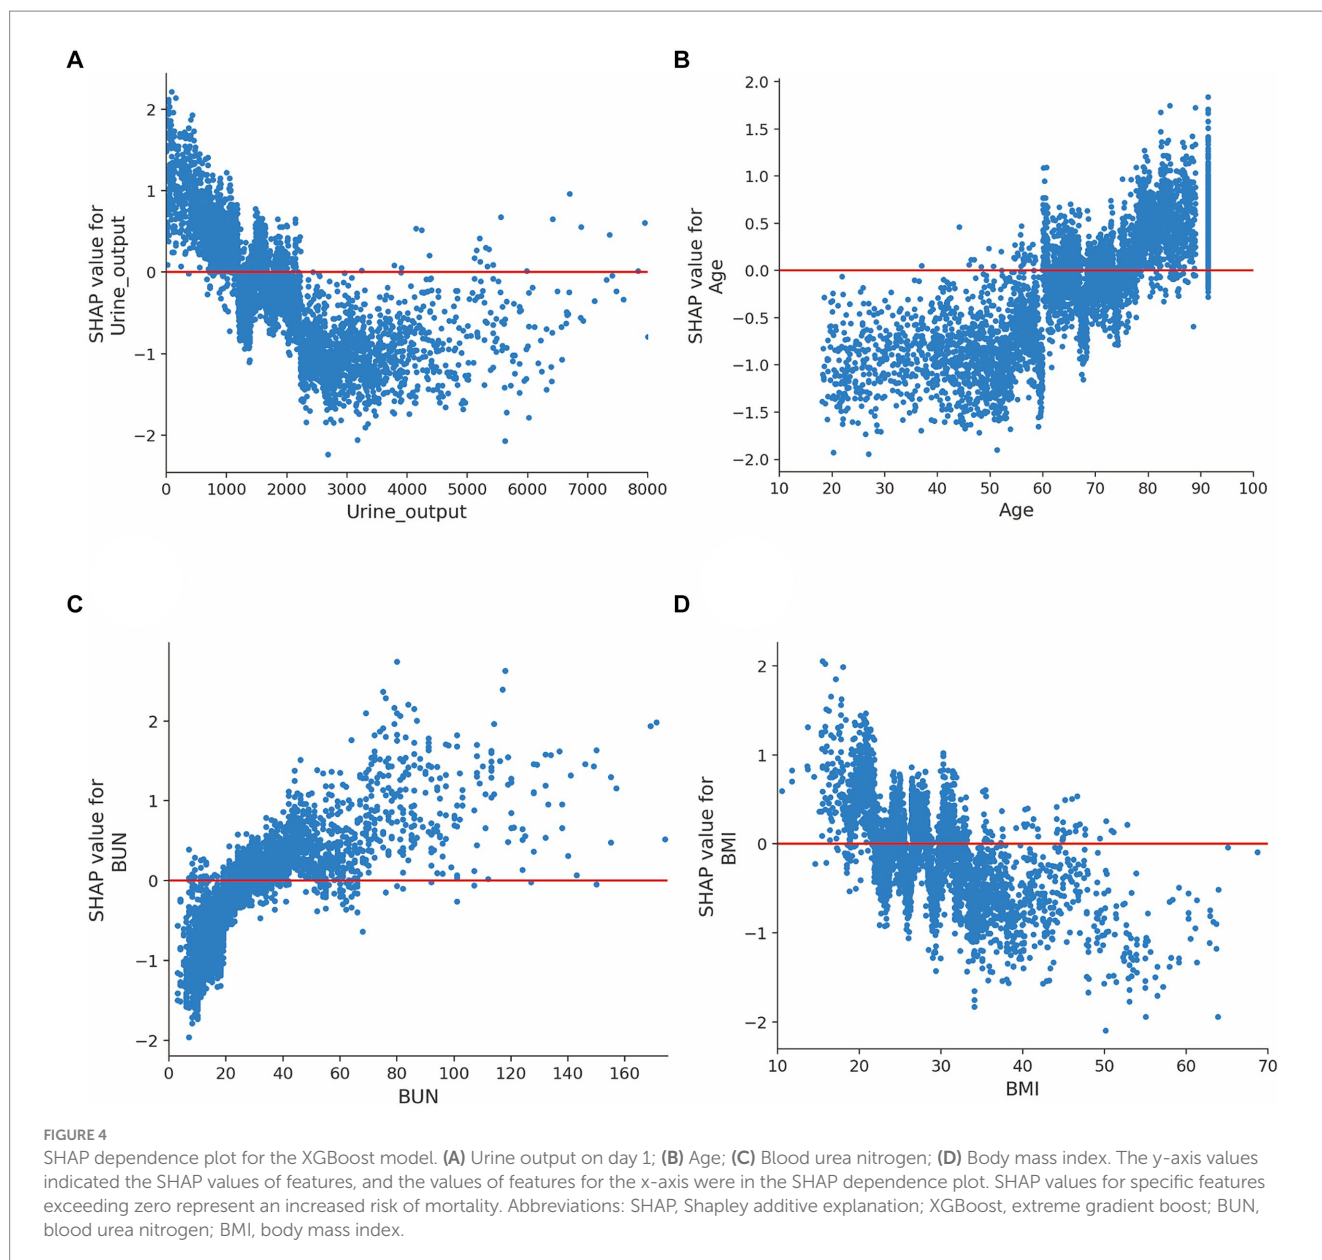 A
SHAP value for
Urine_output
2
1
0
−1
−2
0 1000 2000 3000 4000 5000 6000 7000 8000
Urine_output
B
SHAP value for
Age
2.0
1.5
1.0
0.5
0.0
−0.5
−1.0
−1.5
−2.0
10 20 30 40 50 60 70 80 90 100
Age
C
SHAP value for
BUN
2
1
0
−1
−2
0 20 40 60 80 100 120 140 160
BUN
D
SHAP value for
BMI
2
1
0
−1
−2
10 20 30 40 50 60 70
BMI
FIGURE 4
SHAP dependence plot for the XGBoost model. (A) Urine output on day 1; (B) Age; (C) Blood urea nitrogen; (D) Body mass index. The y-axis values
indicated the SHAP values of features, and the values of features for the x-axis were in the SHAP dependence plot. SHAP values for specific features
exceeding zero represent an increased risk of mortality. Abbreviations: SHAP, Shapley additive explanation; XGBoost, extreme gradient boost; BUN,
blood urea nitrogen; BMI, body mass index.